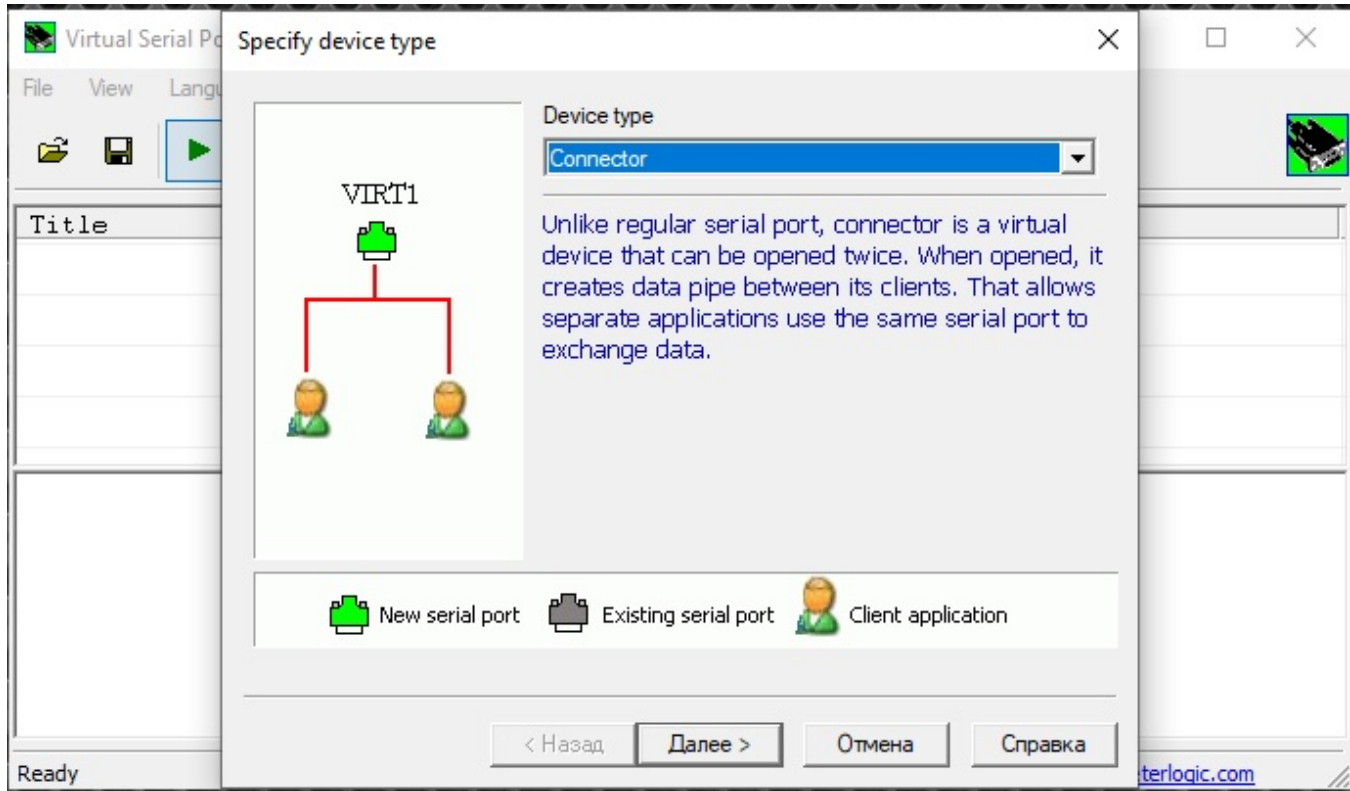 Virtual Serial Po
Specify device type
File View Langu
Device type
Connector
VIRT1
Title
Unlike regular serial port, connector is a virtual
device that can be opened twice. When opened, it
creates data pipe between its clients. That allows
separate applications use the same serial port to
exchange data.
New serial port Existing serial port Client application
< Назад Далее > Отмена Справка
Ready
terlogic.com